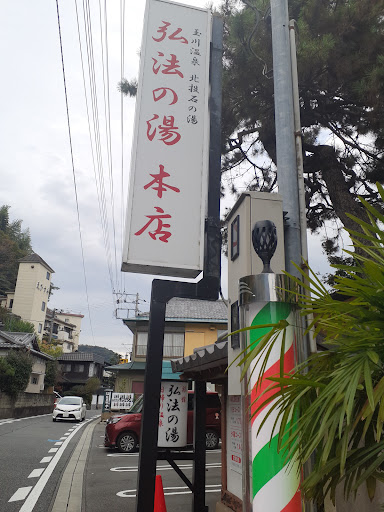 玉川温泉 北投石の湯
弘法の湯 本店
弘法の湯